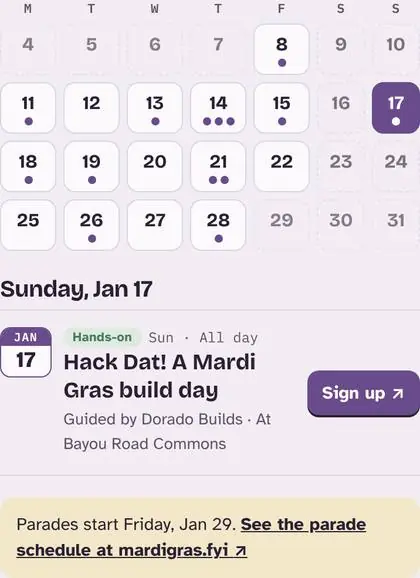 M T W T F S S
4 5 6 7 8 9 10
11 12 13 14 15 16 17
18 19 20 21 22 23 24
25 26 27 28 29 30 31
Sunday, Jan 17
JAN
17
Hands-on Sun · All day
Hack Dat! A Mardi
Gras build day
Guided by Dorado Builds · At
Bayou Road Commons
Sign up ↗
Parades start Friday, Jan 29. See the parade
schedule at mardigras.fyi ↗